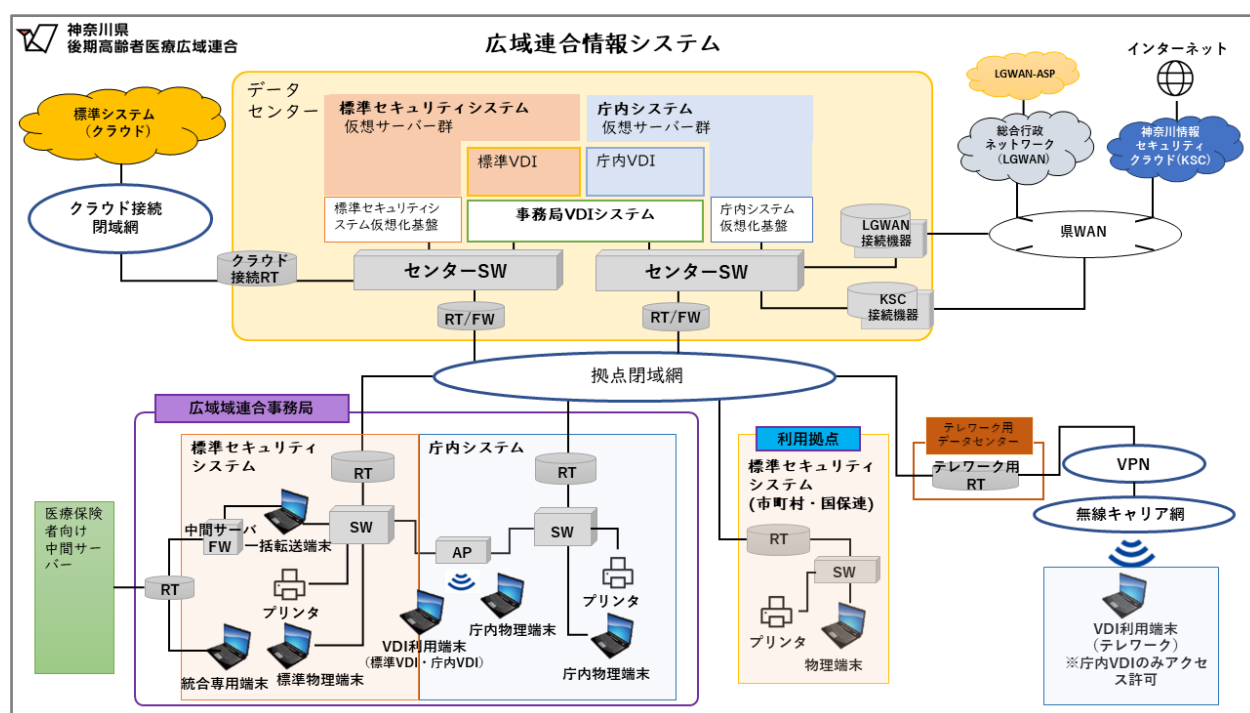 神奈川県
後期高齢者医療広域連合
広域連合情報システム
データ
センター
標準システム
(クラウド)
クラウド接続
閉域網
クラウド
接続RT
標準セキュリティシステム
仮想サーバー群
庁内システム
仮想サーバー群
標準VDI
庁内VDI
標準セキュリティシ
ステム仮想化基盤
事務局VDIシステム
庁内システム
仮想化基盤
センターSW
センターSW
RT/FW
RT/FW
LGWAN
接続機器
KSC
接続機器
LGWAN-ASP
インターネット
総合行政
ネットワーク
(LGWAN)
神奈川情報
セキュリティ
クラウド(KSC)
県WAN
拠点閉域網
広域域連合事務局
標準セキュリティ
システム
庁内システム
RT
RT
SW
SW
AP
医療保険
者向け
中間サー
バー
RT
中間サーバ
FW
一括転送端末
プリンタ
統合専用端末
標準物理端末
VDI利用端末
(標準VDI・庁内VDI)
庁内物理端末
プリンタ
庁内物理端末
利用拠点
標準セキュリティ
システム
(市町村・国保連)
RT
SW
プリンタ
物理端末
テレワーク用
データセンター
テレワーク用
RT
VPN
無線キャリア網
VDI利用端末
(テレワーク)
※庁内VDIのみアクセ
ス許可